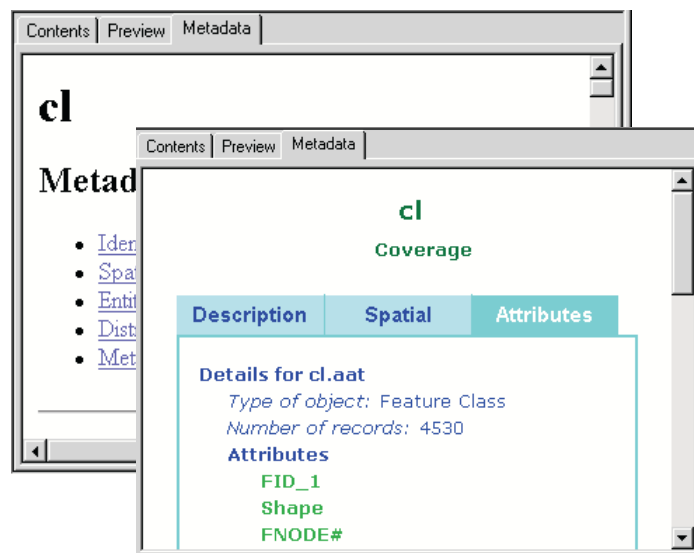 Contents Preview Metadata
cl
Contents Preview Metadata
cl
Coverage
Description Spatial Attributes
Details for cl.aat
Type of object: Feature Class
Number of records: 4530
Attributes
FID_1
Shape
FNODE#